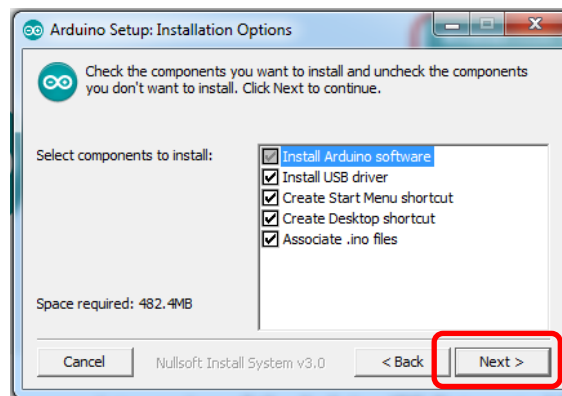 Arduino Setup: Installation Options
Check the components you want to install and uncheck the components
you don't want to install. Click Next to continue.
Select components to install:
Install Arduino software
Install USB driver
Create Start Menu shortcut
Create Desktop shortcut
Associate .ino files
Space required: 482.4MB
Cancel
Nullsoft Install System v3.0
< Back
Next >